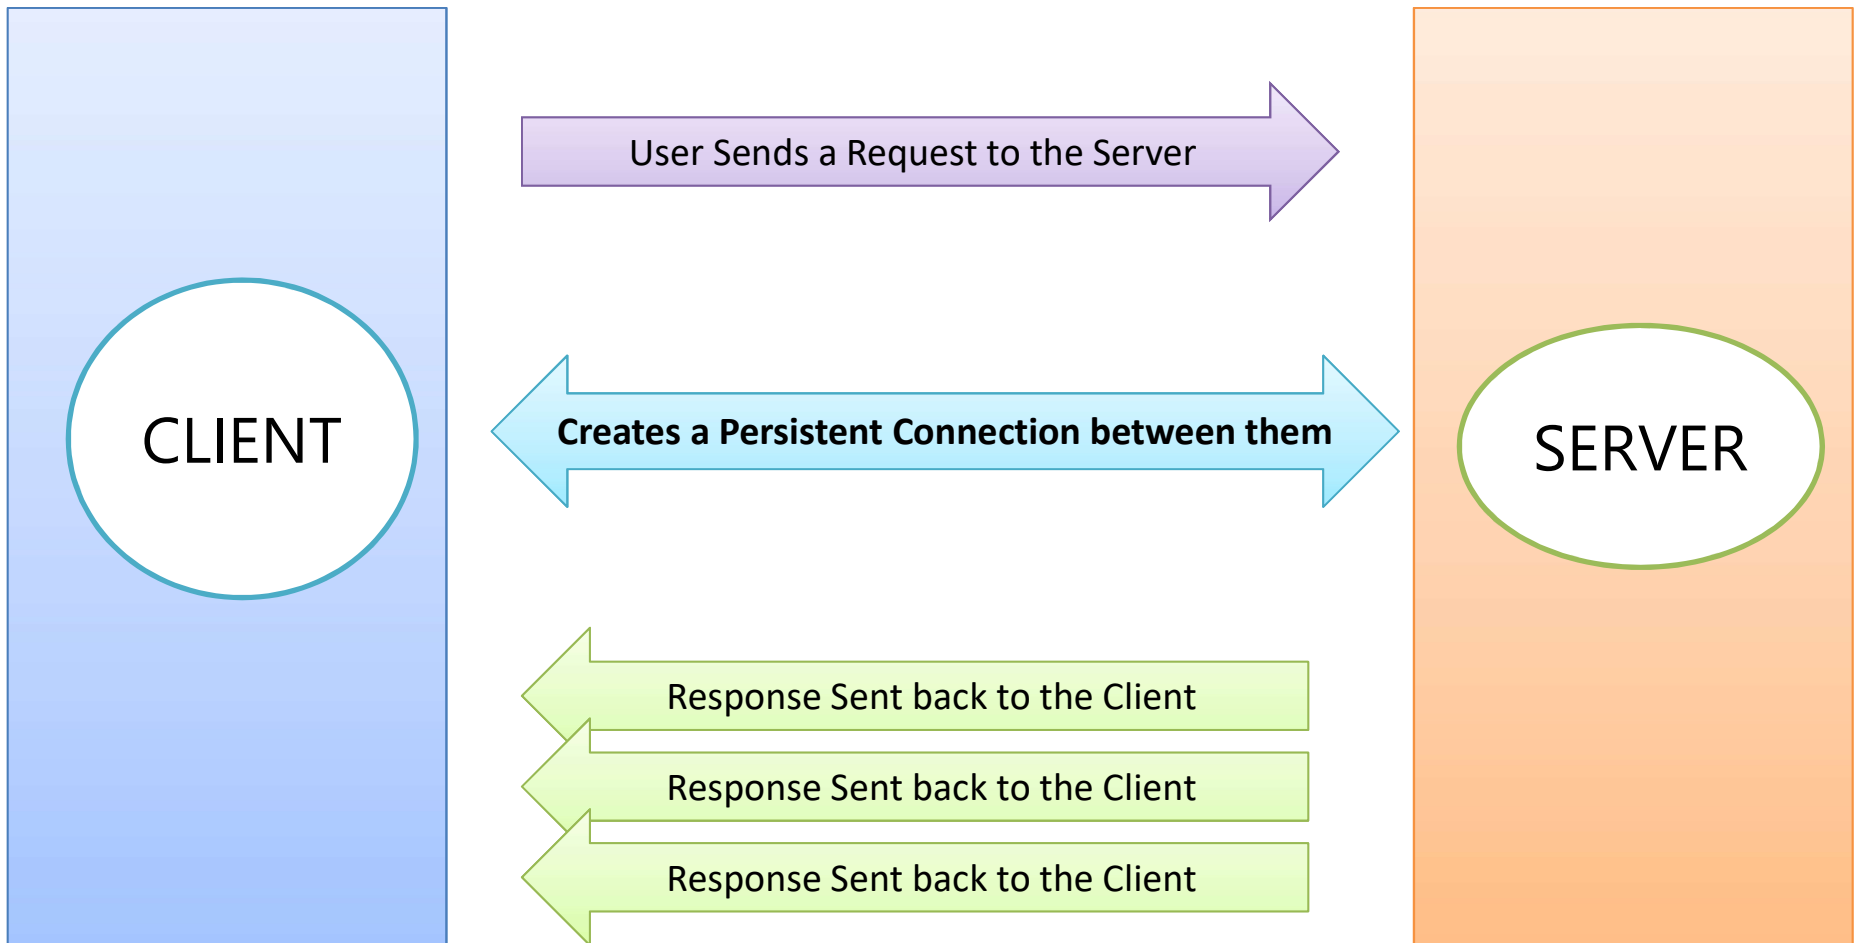 User Sends a Request to the Server
CLIENT
Creates a Persistent Connection between them
SERVER
Response Sent back to the Client
Response Sent back to the Client
Response Sent back to the Client